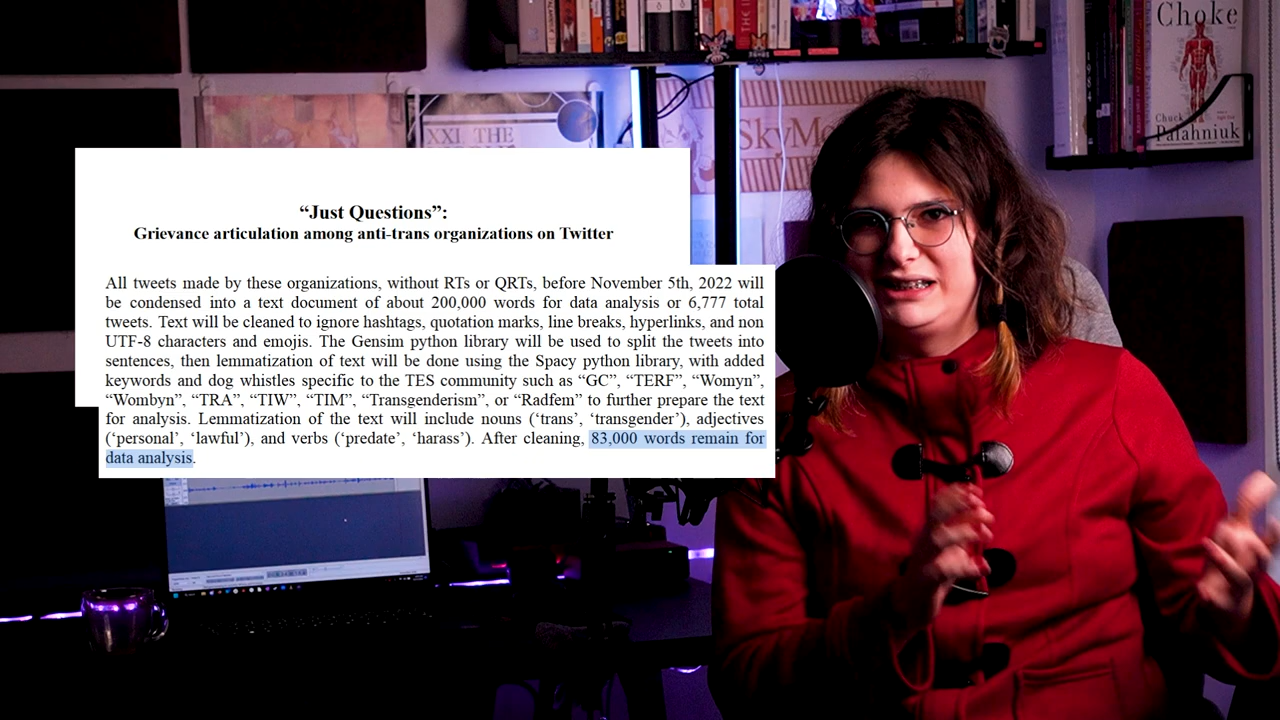 Choke
Chuck
Palahniuk
XXI. THE
SkyMo
“Just Questions”:
Grievance articulation among anti-trans organizations on Twitter
All tweets made by these organizations, without RTs or QRTs, before November 5th, 2022 will
be condensed into a text document of about 200,000 words for data analysis or 6,777 total
tweets. Text will be cleaned to ignore hashtags, quotation marks, line breaks, hyperlinks, and non
UTF-8 characters and emojis. The Gensim python library will be used to split the tweets into
sentences, then lemmatization of text will be done using the Spacy python library, with added
keywords and dog whistles specific to the TES community such as “GC”, “TERF”, “Womyn”,
“Wombyn”, “TRA”, “TIW”, “TIM”, “Transgenderism”, or “Radfem” to further prepare the text
for analysis. Lemmatization of the text will include nouns (‘trans’, ‘transgender’), adjectives
(‘personal’, ‘lawful’), and verbs (‘predate’, ‘harass’). After cleaning, 83,000 words remain for
data analysis.